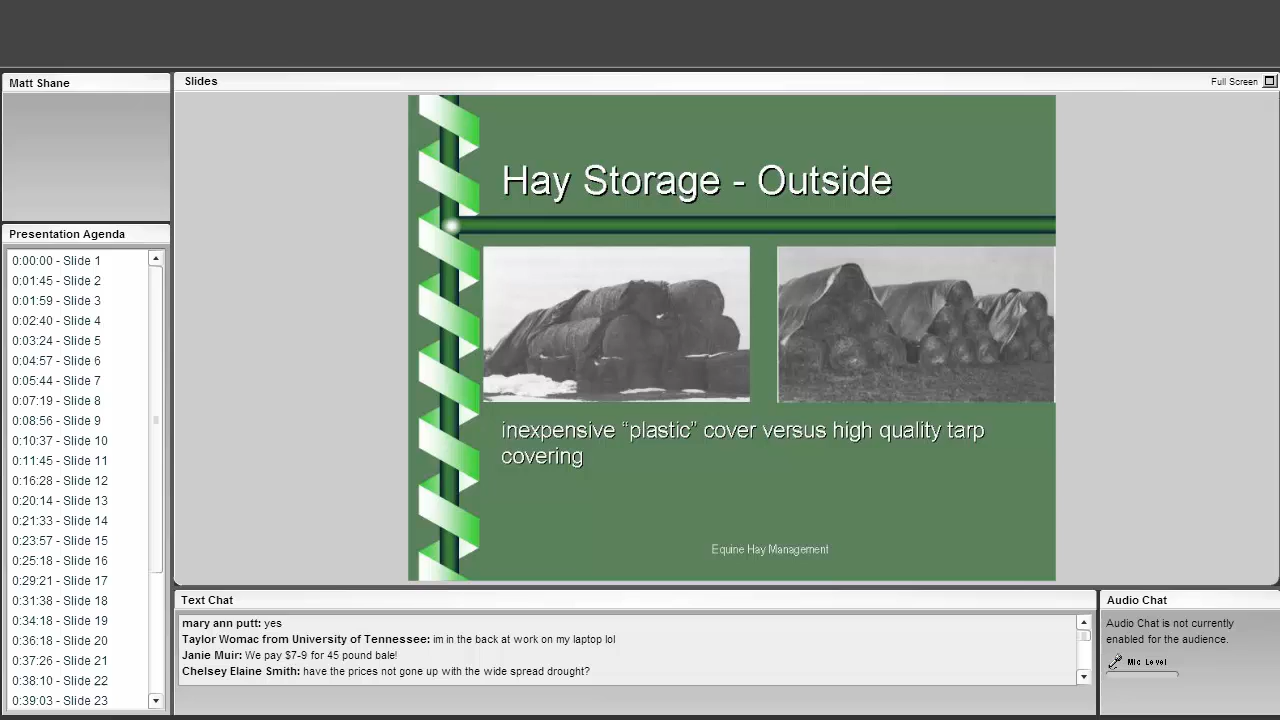 Matt Shane
Slides
Full Screen
Presentation Agenda
0:00:00 - Slide 1
0:01:45 - Slide 2
0:01:59 - Slide 3
0:02:40 - Slide 4
0:03:24 - Slide 5
0:04:57 - Slide 6
0:05:44 - Slide 7
0:07:19 - Slide 8
0:08:56 - Slide 9
0:10:37 - Slide 10
0:11:45 - Slide 11
0:16:28 - Slide 12
0:20:14 - Slide 13
0:21:33 - Slide 14
0:23:57 - Slide 15
0:25:18 - Slide 16
0:29:21 - Slide 17
0:31:38 - Slide 18
0:34:18 - Slide 19
0:36:18 - Slide 20
0:37:26 - Slide 21
0:38:10 - Slide 22
0:39:03 - Slide 23
Hay Storage - Outside
inexpensive “plastic” cover versus high quality tarp
covering
Equine Hay Management
Text Chat
mary ann putt: yes
Taylor Womac from University of Tennessee: im in the back at work on my laptop lol
Janie Muir: We pay $7-9 for 45 pound bale!
Chelsey Elaine Smith: have the prices not gone up with the wide spread drought?
Audio Chat
Audio Chat is not currently
enabled for the audience.
Mic Level